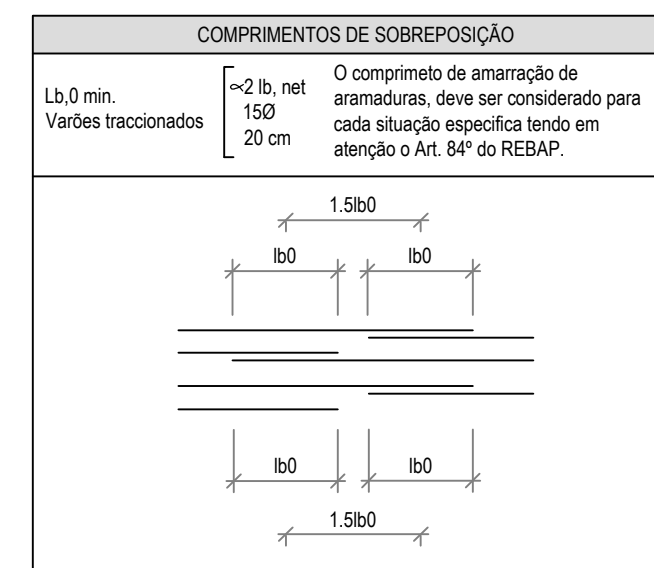 COMPRIMENTOS DE SOBREPOSIÇÃO
Lb,0 min.
Varões traccionados
∝2 lb, net
15Ø
20 cm
O comprimeto de amarração de
aramaduras, deve ser considerado para
cada situação especifica tendo em
atenção o Art. 84º do REBAP.
1.5lb0
lb0 lb0
lb0 lb0
1.5lb0